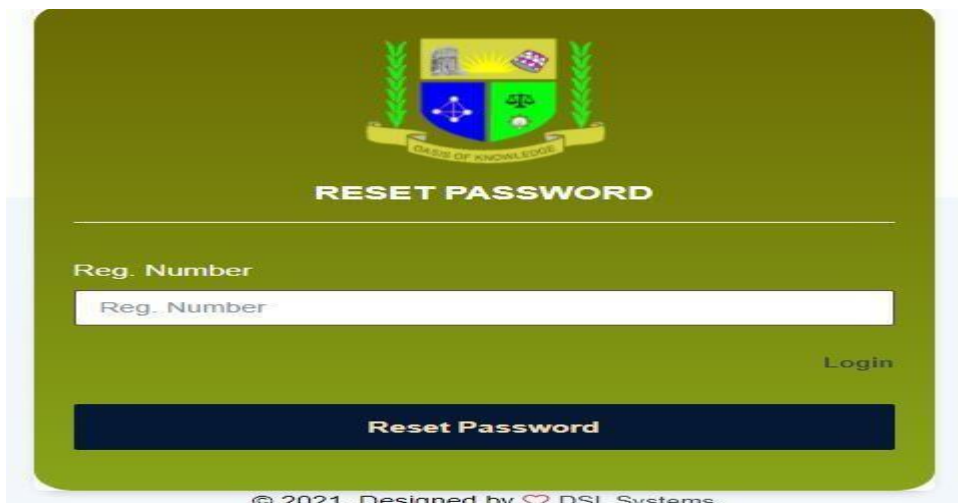 OASIS OF KNOWLEDGE
RESET PASSWORD
Reg. Number
Reg. Number
Login
Reset Password
© 2021. Designed by ♡ DSL Systems